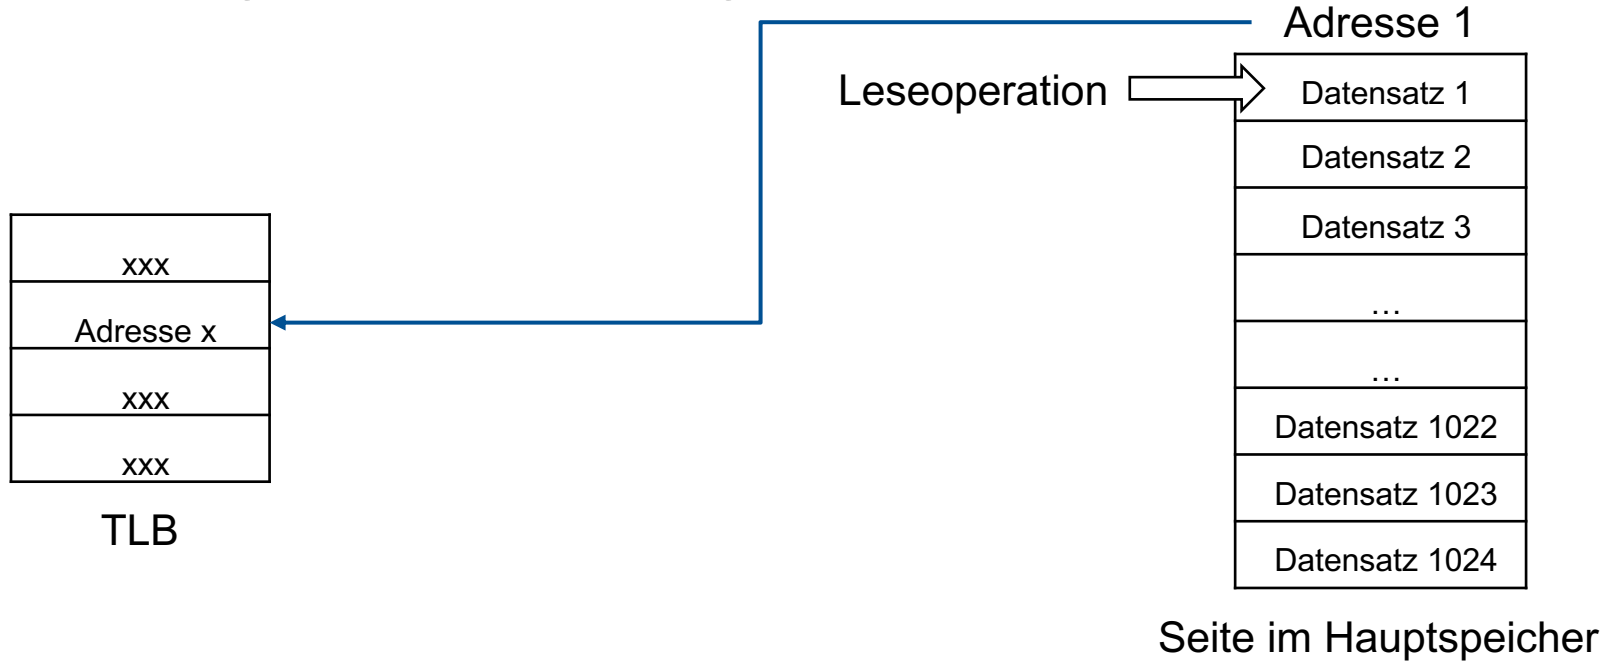 Adresse 1
Leseoperation
Datensatz 1
Datensatz 2
Datensatz 3
...
...
Datensatz 1022
Datensatz 1023
Datensatz 1024
Seite im Hauptspeicher
xxx
Adresse x
xxx
xxx
TLB